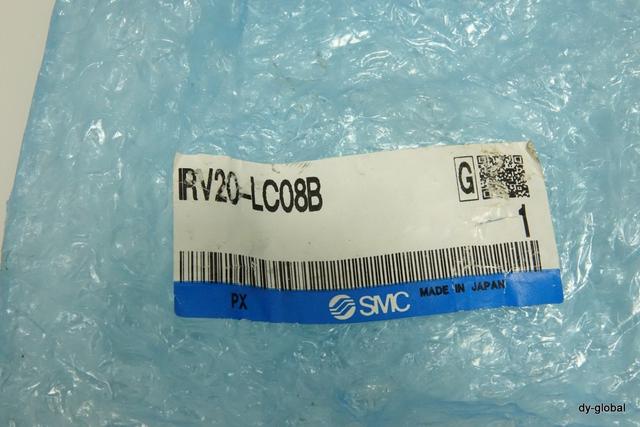 IRV20-LC08B
G
1
PX
SMC
MADE IN JAPAN
dy-global